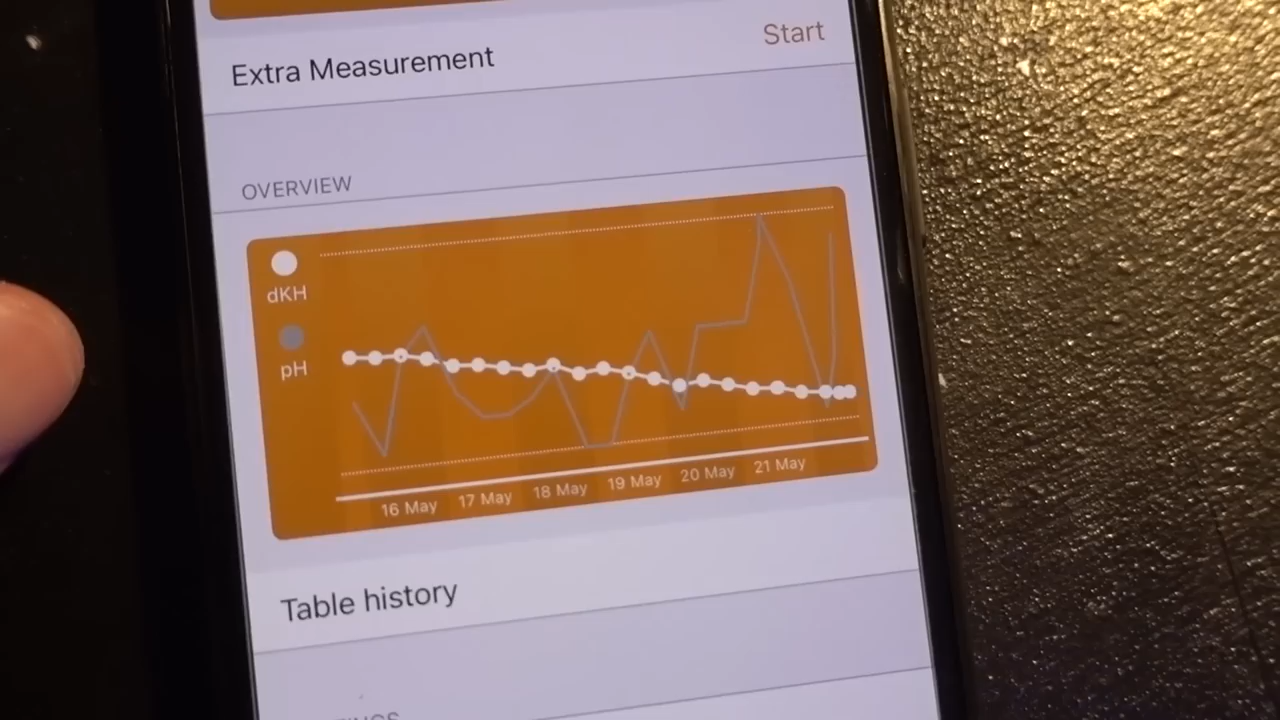 Extra Measurement
Start
OVERVIEW
dKH
pH
16 May 17 May 18 May 19 May 20 May 21 May
Table history